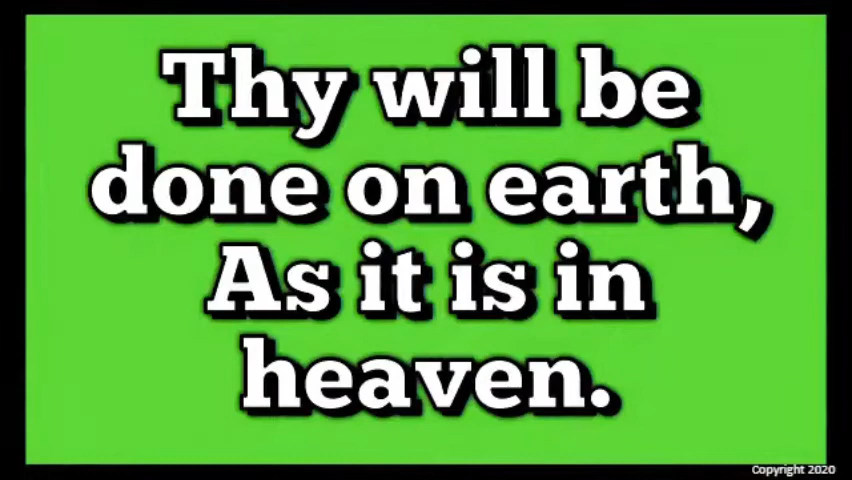 Thy will be
done on earth,
As it is in
heaven.
Copyright 2020